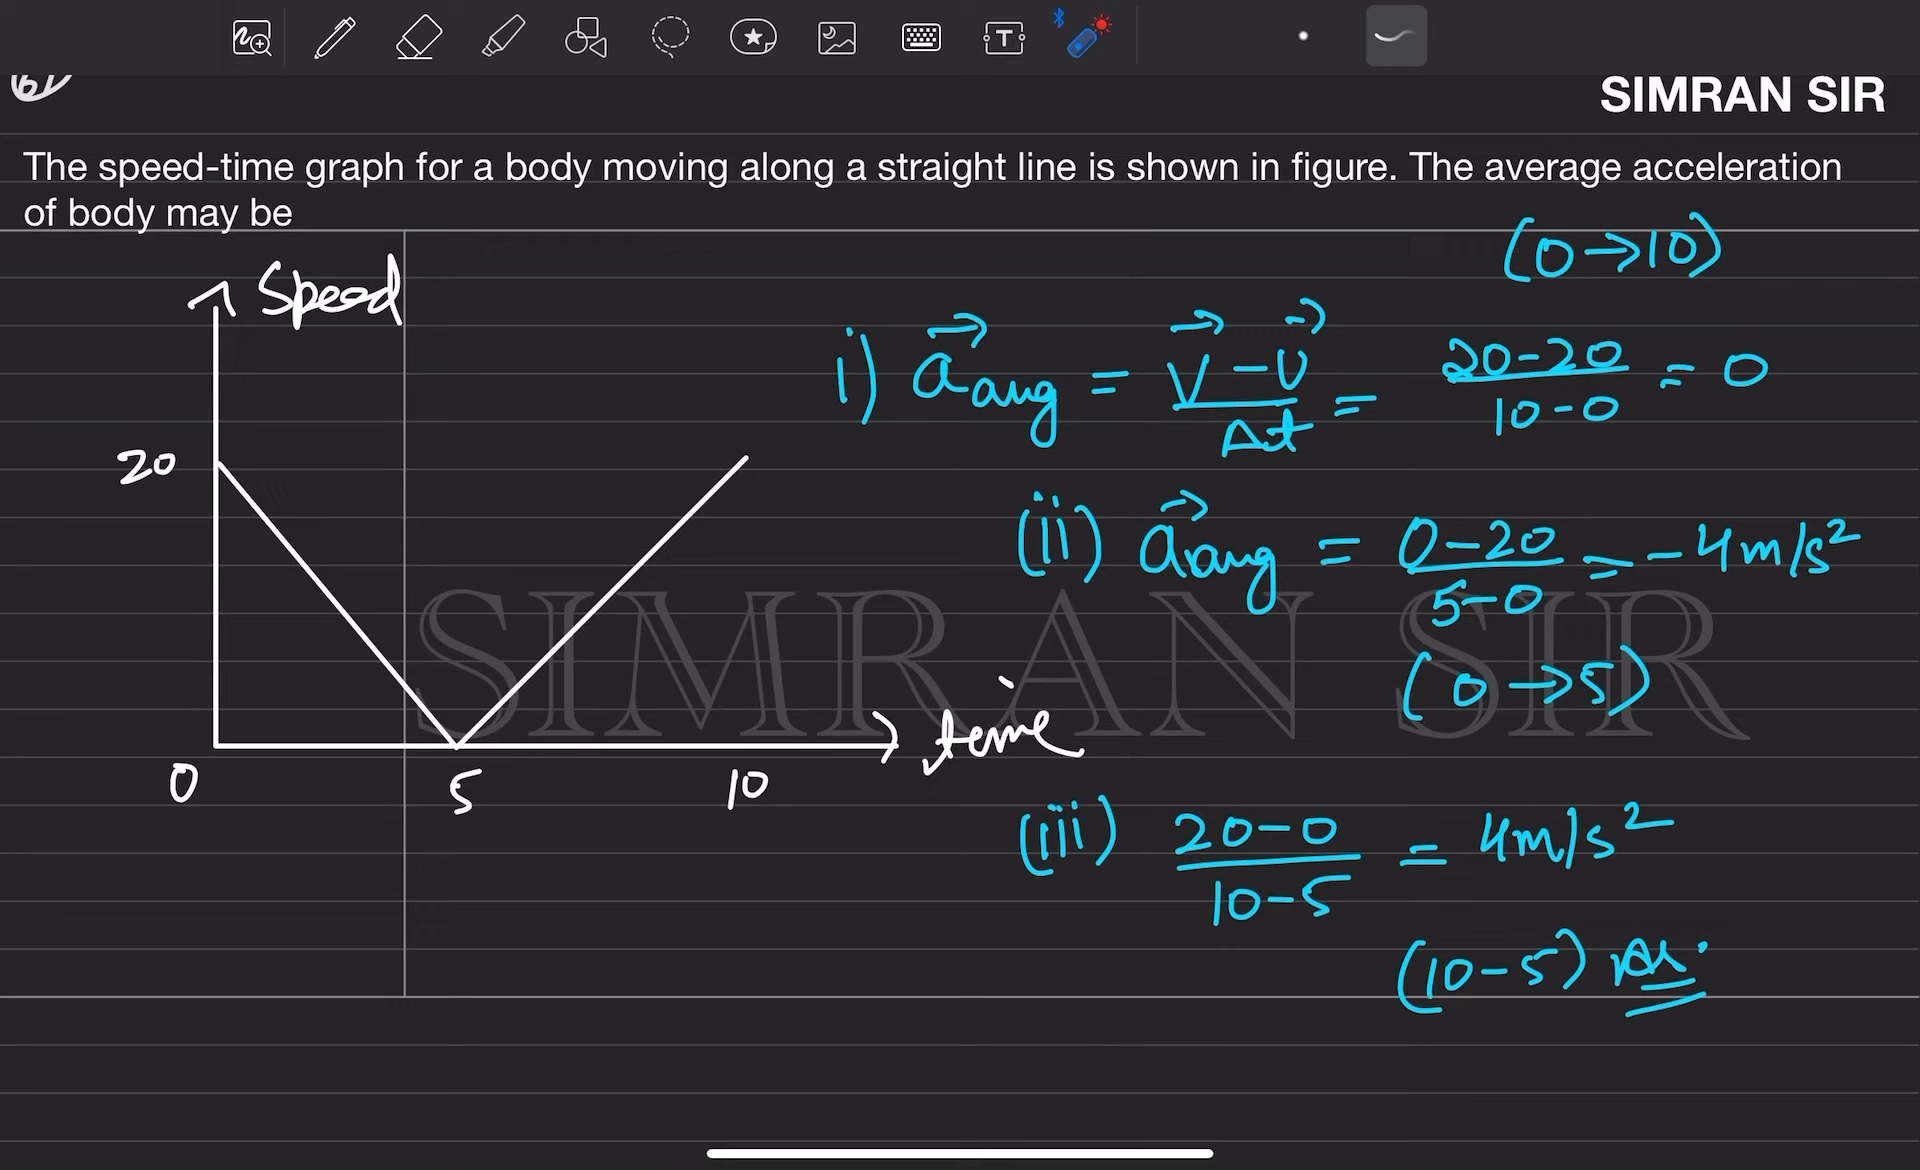 6)
SIMRAN SIR
The speed-time graph for a body moving along a straight line is shown in figure. The average acceleration
of body may be
(0→10)
Speed
i) a⃗avg = (v⃗ - u⃗)/Δt = (20-20)/(10-0) = 0
20
(ii) a⃗avg = (0-20)/(5-0) = -4m/s²
SIMRAN SIR
(0→5)
time
0 5 10
(iii) (20-0)/(10-5) = 4m/s²
(10-5) As.